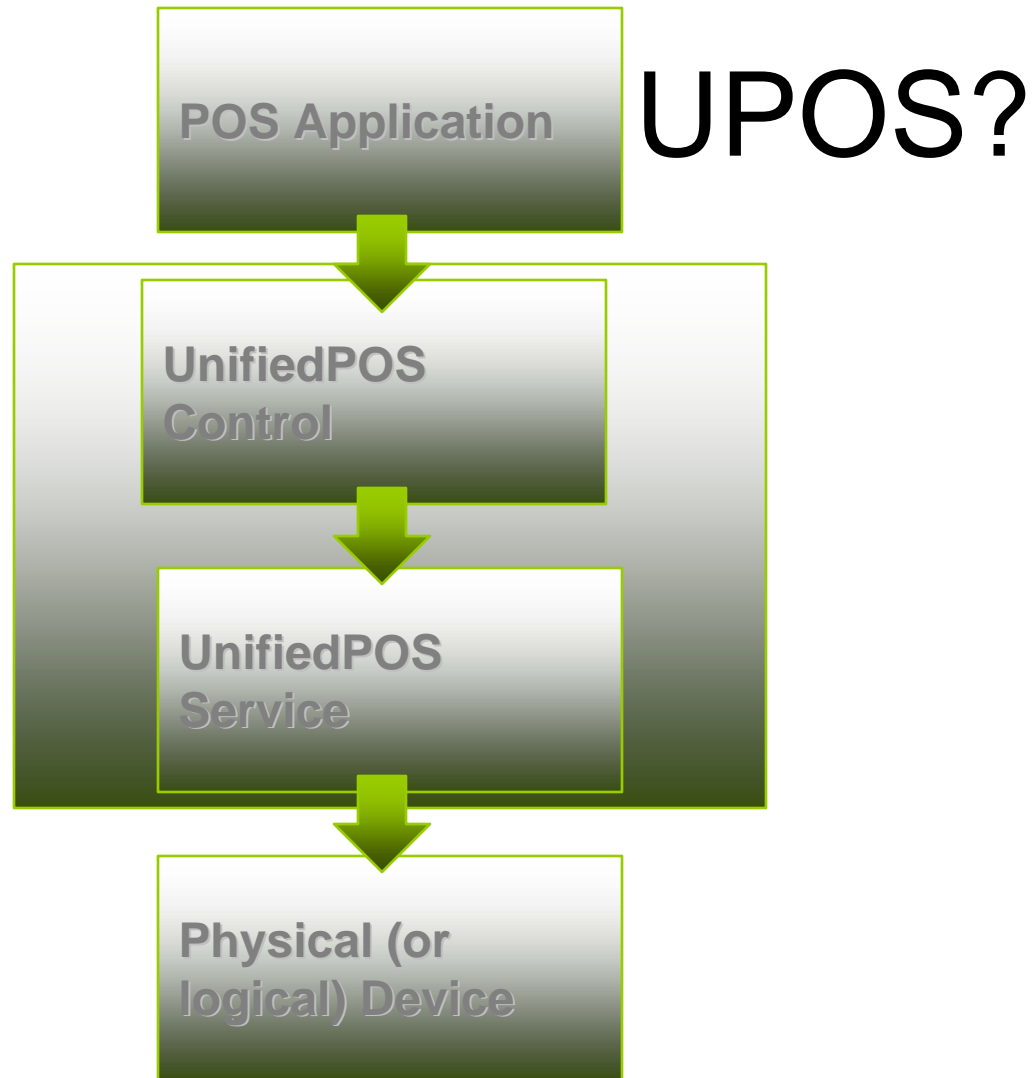 UPOS?
POS Application
UnifiedPOS
Control
UnifiedPOS
Service
Physical (or
logical) Device